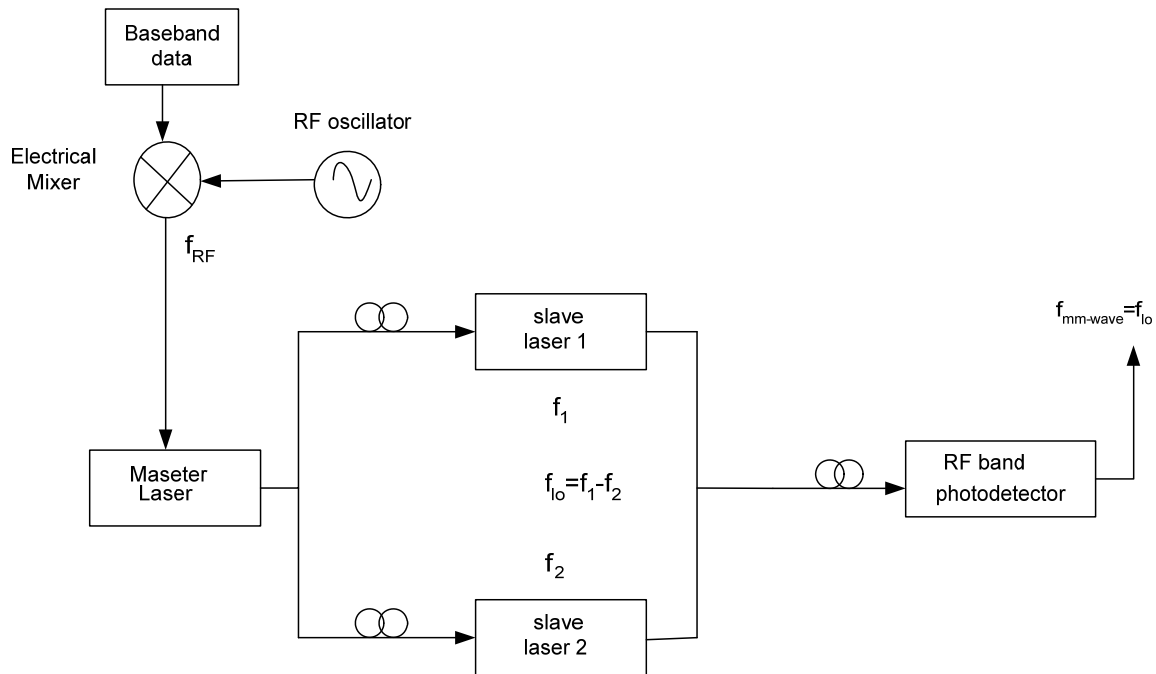 Baseband
data
RF oscillator
Electrical
Mixer
f_RF
slave
laser 1
f_mm-wave=f_lo
f_1
Maseter
Laser
f_lo=f_1-f_2
RF band
photodetector
f_2
slave
laser 2